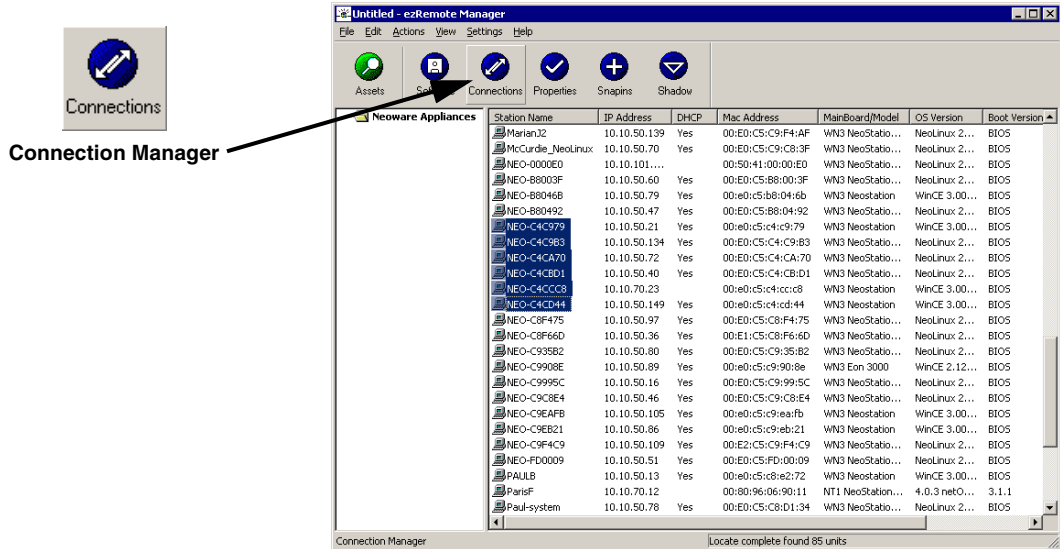 Connections
Connection Manager
Untitled - ezRemote Manager
File Edit Actions View Settings Help
Assets Connections Properties Snapins Shadow
Neoware Appliances
Station Name IP Address DHCP Mac Address MainBoard/Model OS Version Boot Version
MarianJ2 10.10.50.139 Yes 00:E0:C5:C9:F4:AF WN3 NeoStatio... NeoLinux 2... BIOS
McCurdie_NeoLinux 10.10.50.70 Yes 00:E0:C5:C9:C8:3F WN3 NeoStatio... NeoLinux 2... BIOS
NEO-0000E0 10.10.101.... 00:50:41:00:00:E0 WN3 NeoStatio... NeoLinux 2... BIOS
NEO-B8003F 10.10.50.60 Yes 00:E0:C5:B8:00:3F WN3 NeoStatio... NeoLinux 2... BIOS
NEO-B8046B 10.10.50.79 Yes 00:e0:c5:b8:04:6b WN3 Neostation WinCE 3.00... BIOS
NEO-B80492 10.10.50.47 Yes 00:E0:C5:B8:04:92 WN3 NeoStatio... NeoLinux 2... BIOS
NEO-C4C979 10.10.50.21 Yes 00:e0:c5:c4:c9:79 WN3 Neostation WinCE 3.00... BIOS
NEO-C4C9B3 10.10.50.134 Yes 00:E0:C5:C4:C9:B3 WN3 NeoStatio... NeoLinux 2... BIOS
NEO-C4CA70 10.10.50.72 Yes 00:E0:C5:C4:CA:70 WN3 NeoStatio... NeoLinux 2... BIOS
NEO-C4CBD1 10.10.50.40 Yes 00:E0:C5:C4:CB:D1 WN3 NeoStatio... NeoLinux 2... BIOS
NEO-C4CCC8 10.10.70.23 00:e0:c5:c4:cc:c8 WN3 Neostation WinCE 3.00... BIOS
NEO-C4CD44 10.10.50.149 Yes 00:e0:c5:c4:cd:44 WN3 Neostation WinCE 3.00... BIOS
NEO-C8F475 10.10.50.97 Yes 00:E0:C5:C8:F4:75 WN3 NeoStatio... NeoLinux 2... BIOS
NEO-C8F66D 10.10.50.36 Yes 00:E1:C5:C8:F6:6D WN3 NeoStatio... NeoLinux 2... BIOS
NEO-C935B2 10.10.50.80 Yes 00:E0:C5:C9:35:B2 WN3 NeoStatio... NeoLinux 2... BIOS
NEO-C9908E 10.10.50.89 Yes 00:e0:c5:c9:90:8e WN3 Eon 3000 WinCE 2.12... BIOS
NEO-C9995C 10.10.50.16 Yes 00:E0:C5:C9:99:5C WN3 NeoStatio... NeoLinux 2... BIOS
NEO-C9C8E4 10.10.50.46 Yes 00:E0:C5:C9:C8:E4 WN3 NeoStatio... NeoLinux 2... BIOS
NEO-C9EAFB 10.10.50.105 Yes 00:e0:c5:c9:ea:fb WN3 Neostation WinCE 3.00... BIOS
NEO-C9EB21 10.10.50.86 Yes 00:e0:c5:c9:eb:21 WN3 Neostation WinCE 3.00... BIOS
NEO-C9F4C9 10.10.50.109 Yes 00:E2:C5:C9:F4:C9 WN3 NeoStatio... NeoLinux 2... BIOS
NEO-FD0009 10.10.50.51 Yes 00:E0:C5:FD:00:09 WN3 NeoStatio... NeoLinux 2... BIOS
PAULB 10.10.50.13 Yes 00:e0:c5:c8:e2:72 WN3 Neostation WinCE 3.00... BIOS
ParisF 10.10.70.12 00:80:96:06:90:11 NT1 NeoStation... 4.0.3 netO... 3.1.1
Paul-system 10.10.50.78 Yes 00:E0:C5:C8:D1:34 WN3 NeoStatio... NeoLinux 2... BIOS
Connection Manager Locate complete found 85 units